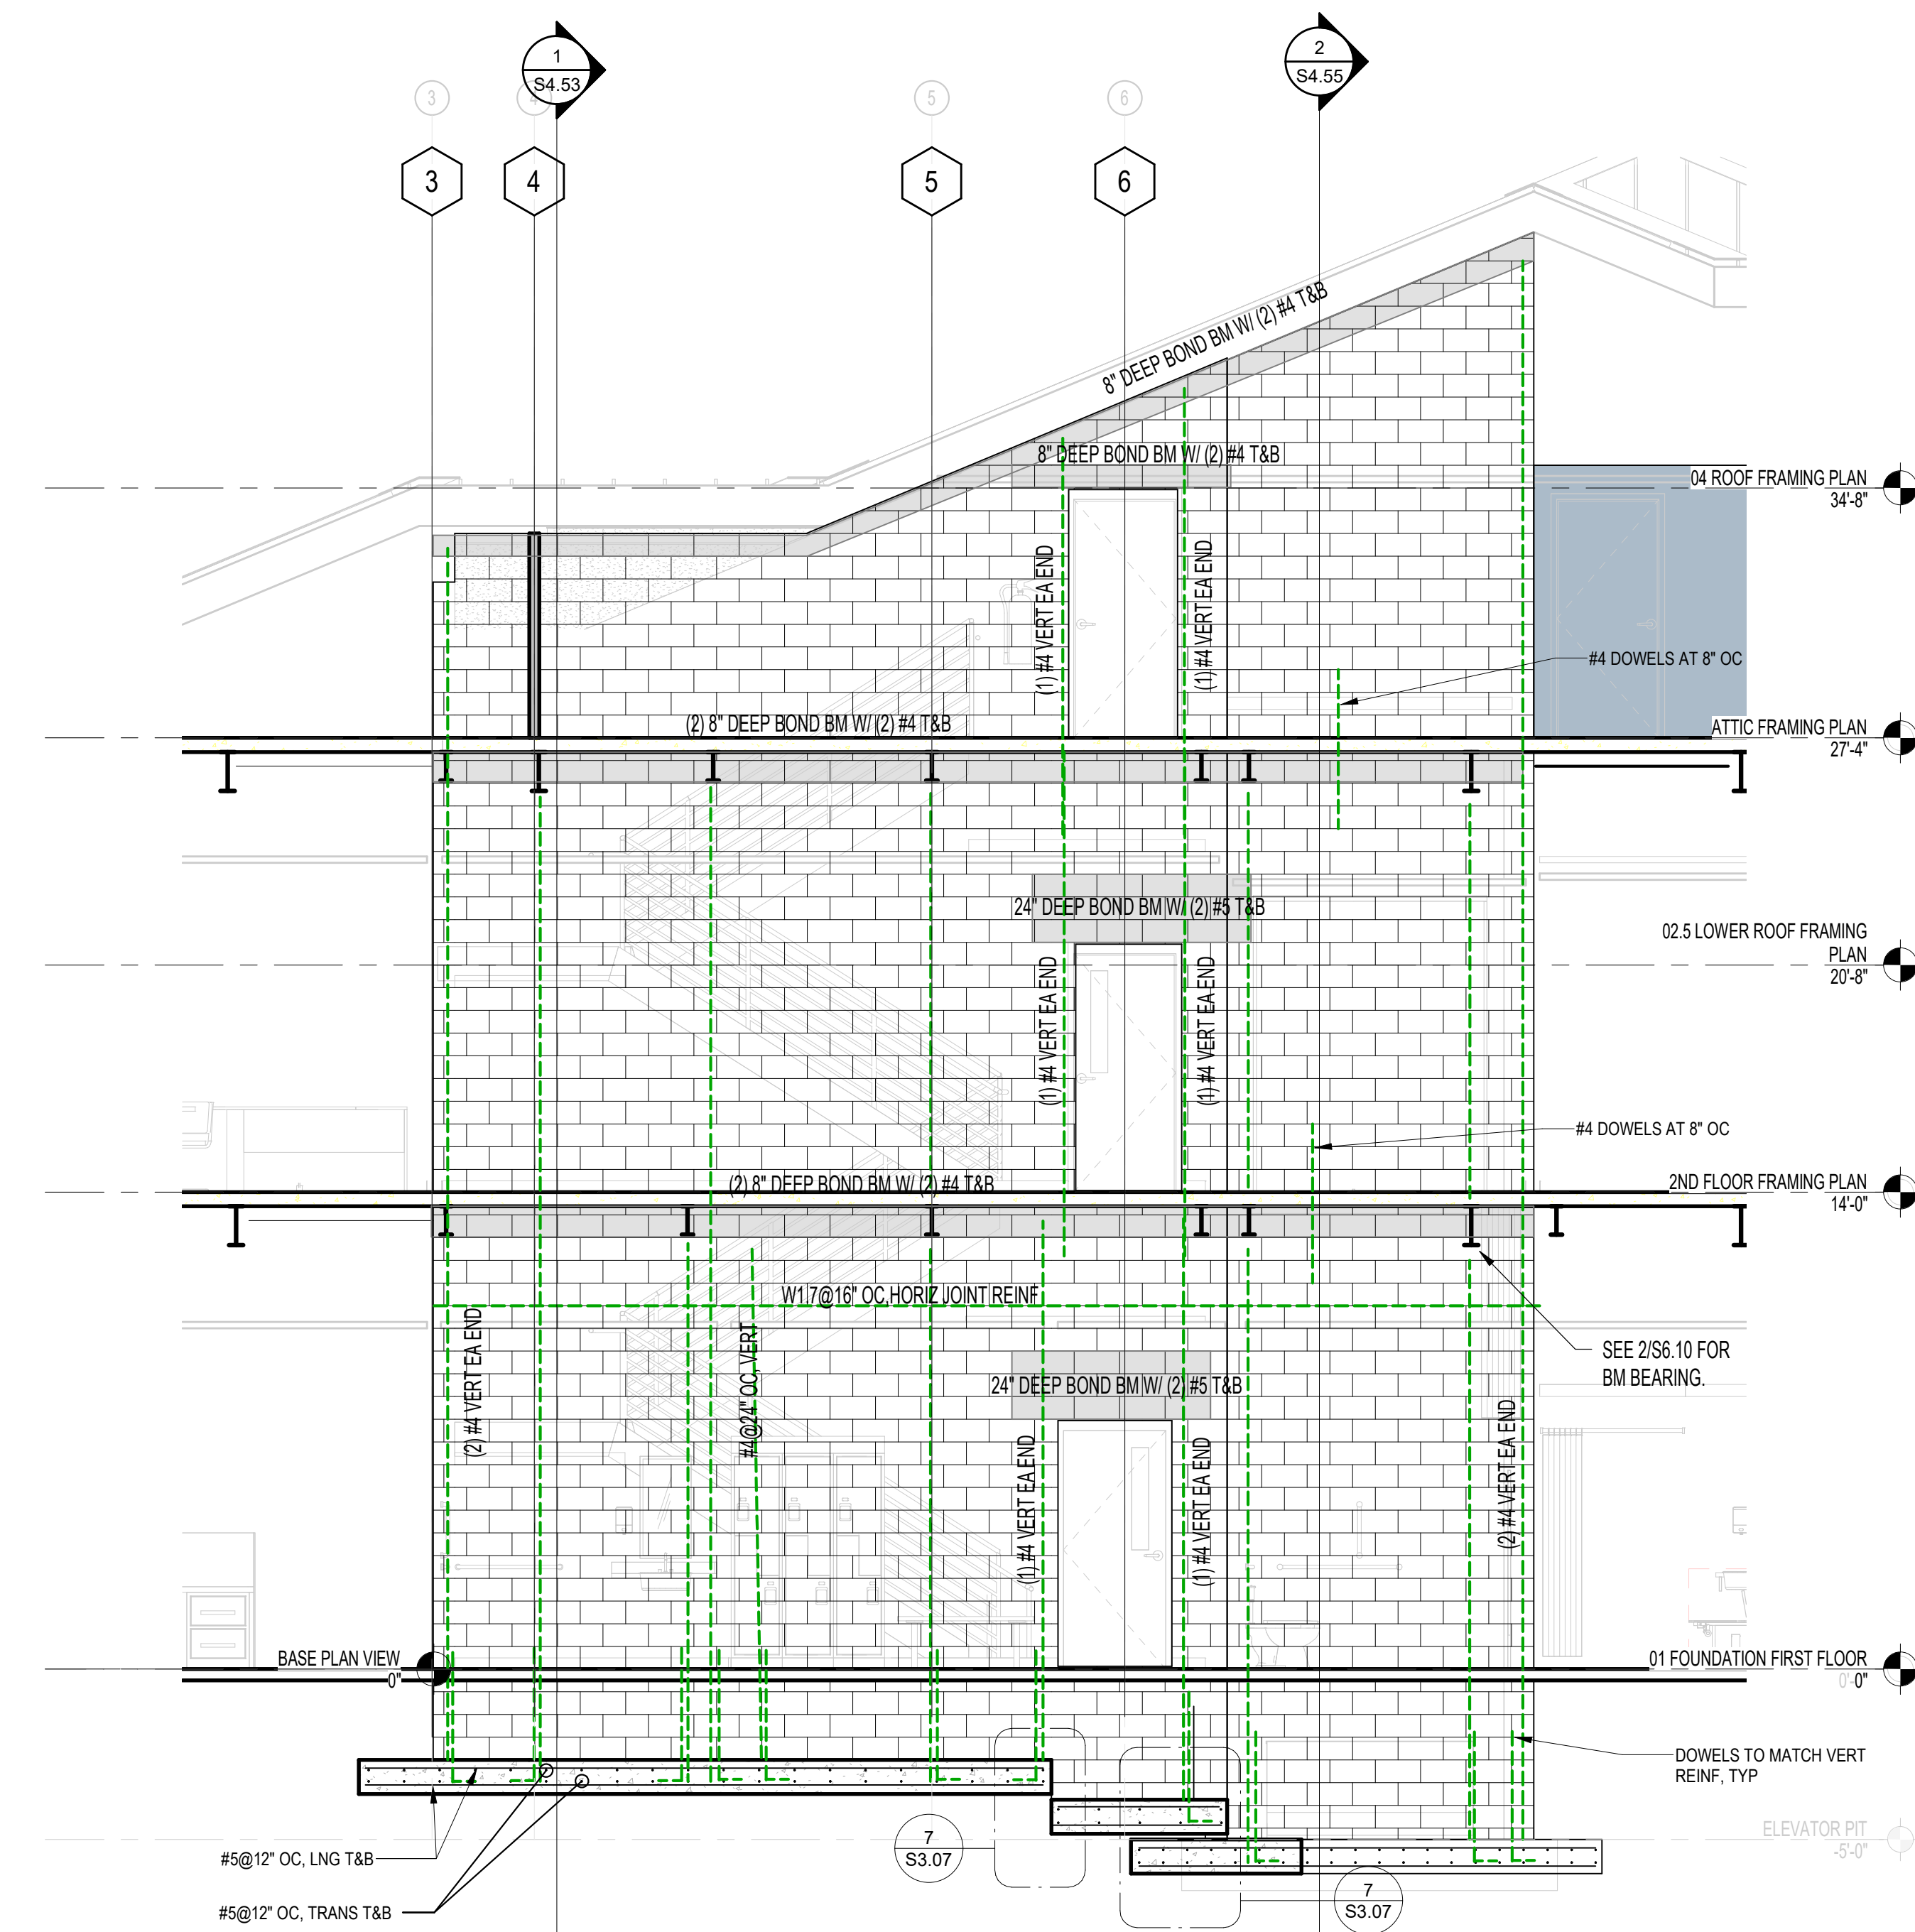 1
S4.53
2
S4.55
3
4
5
6
3
4
5
6
8" DEEP BOND BM W/ (2) #4 T&B
8" DEEP BOND BM W/ (2) #4 T&B
04 ROOF FRAMING PLAN
34'-8"
(1) #4 VERT EA END
(1) #4 VERT EA END
#4 DOWELS AT 8" OC
(2) 8" DEEP BOND BM W/ (2) #4 T&B
ATTIC FRAMING PLAN
27'-4"
24" DEEP BOND BM W/ (2) #5 T&B
02.5 LOWER ROOF FRAMING
PLAN
20'-8"
(1) #4 VERT EA END
(1) #4 VERT EA END
#4 DOWELS AT 8" OC
(2) 8" DEEP BOND BM W/ (2) #4 T&B
2ND FLOOR FRAMING PLAN
14'-0"
W1.7@16" OC,HORIZ JOINT REINF
(2) #4 VERT EA END
#4@24" OC, VERT
SEE 2/S6.10 FOR
BM BEARING.
24" DEEP BOND BM W/ (2) #5 T&B
(1) #4 VERT EA END
(1) #4 VERT EA END
(2) #4 VERT EA END
BASE PLAN VIEW
0"
01 FOUNDATION FIRST FLOOR
0'-0"
DOWELS TO MATCH VERT
REINF, TYP
7
S3.07
ELEVATOR PIT
-5'-0"
#5@12" OC, LNG T&B
7
S3.07
#5@12" OC, TRANS T&B